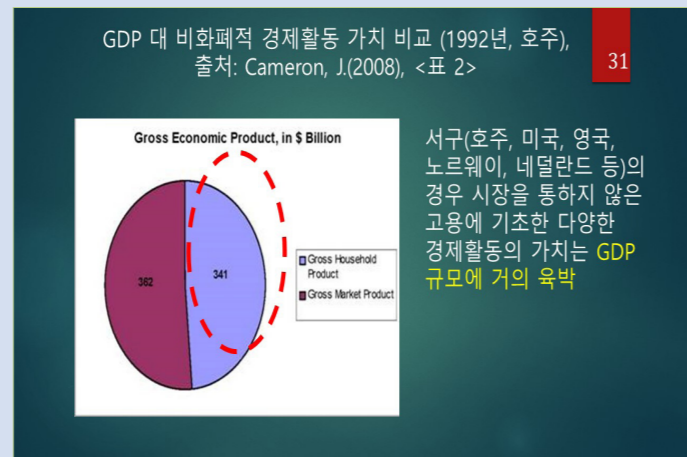 GDP 대 비화폐적 경제활동 가치 비교 (1992년, 호주),
출처: Cameron, J.(2008), <표 2>
31
Gross Economic Product, in $ Billion
362
341
Gross Household
Product
Gross Market Product
서구(호주, 미국, 영국,
노르웨이, 네덜란드 등)의
경우 시장을 통하지 않은
고용에 기초한 다양한
경제활동의 가치는 GDP
규모에 거의 육박